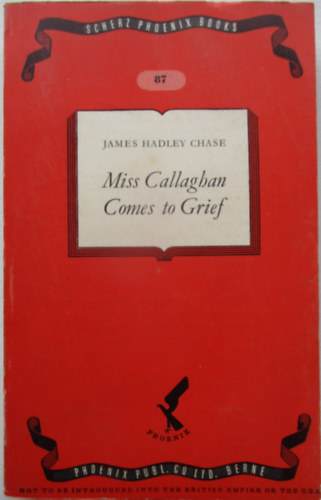 SCHERZ PHOENIX BOOKS
87
JAMES HADLEY CHASE
Miss Callaghan
Comes to Grief
PHOENIX
PHOENIX PUBL. CO LTD. BERNE
NOT TO BE INTRODUCED INTO THE BRITISH EMPIRE OR THE U.S.A.